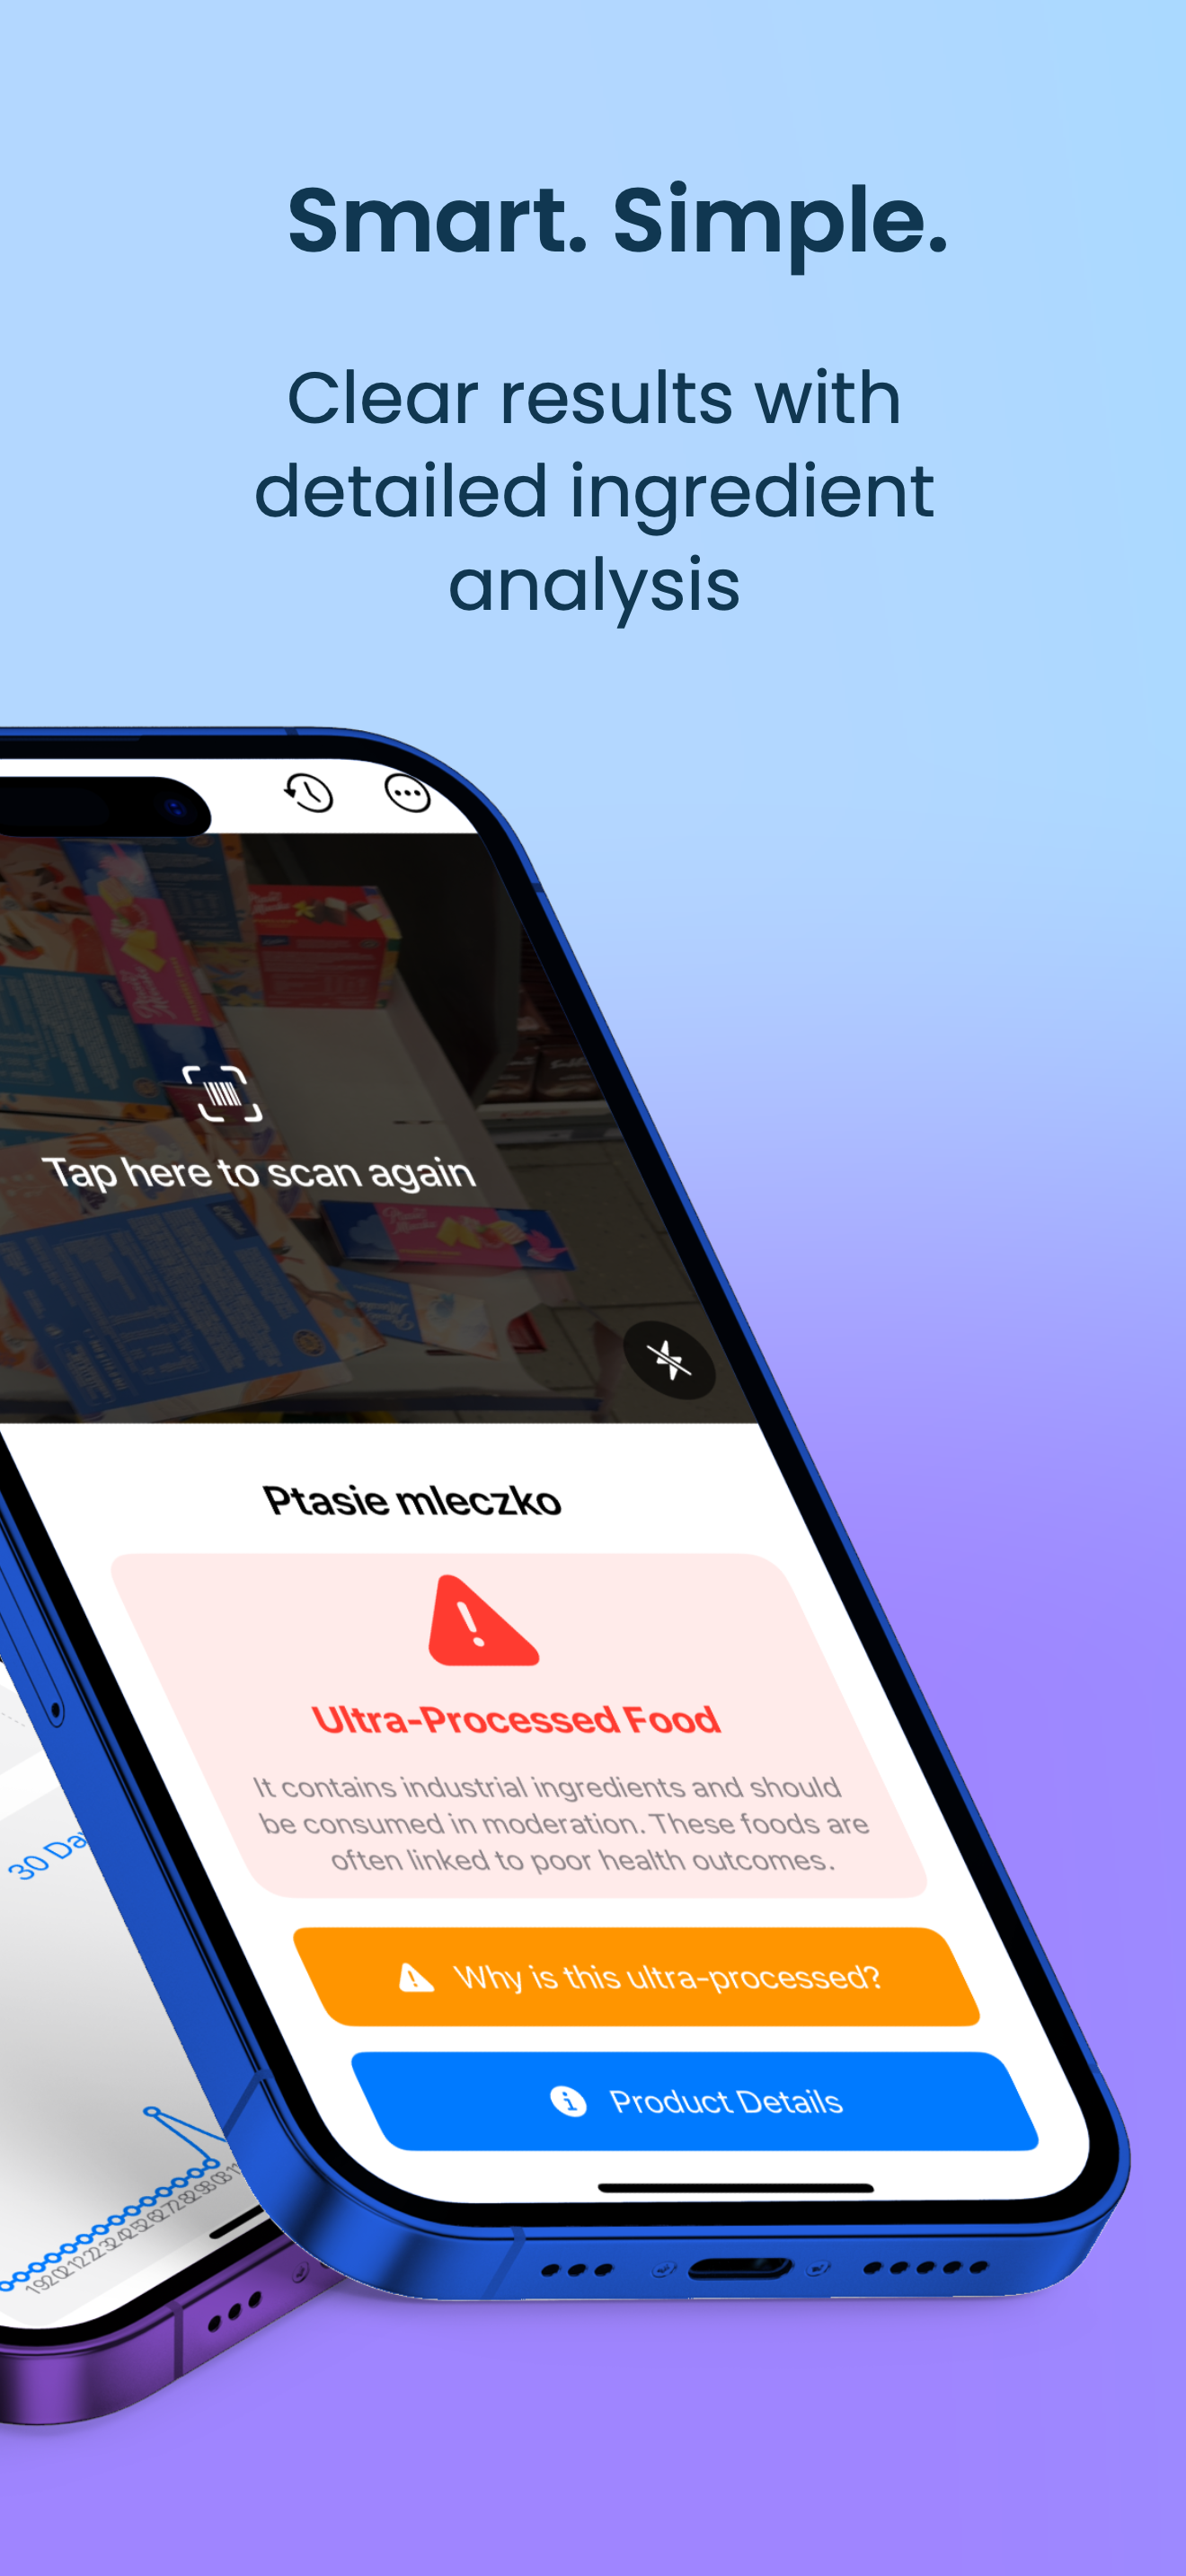 Smart. Simple.
Clear results with
detailed ingredient
analysis
Tap here to scan again
Ptasie mleczko
Ultra-Processed Food
It contains industrial ingredients and should
be consumed in moderation. These foods are
often linked to poor health outcomes.
Why is this ultra-processed?
Product Details
30 Da